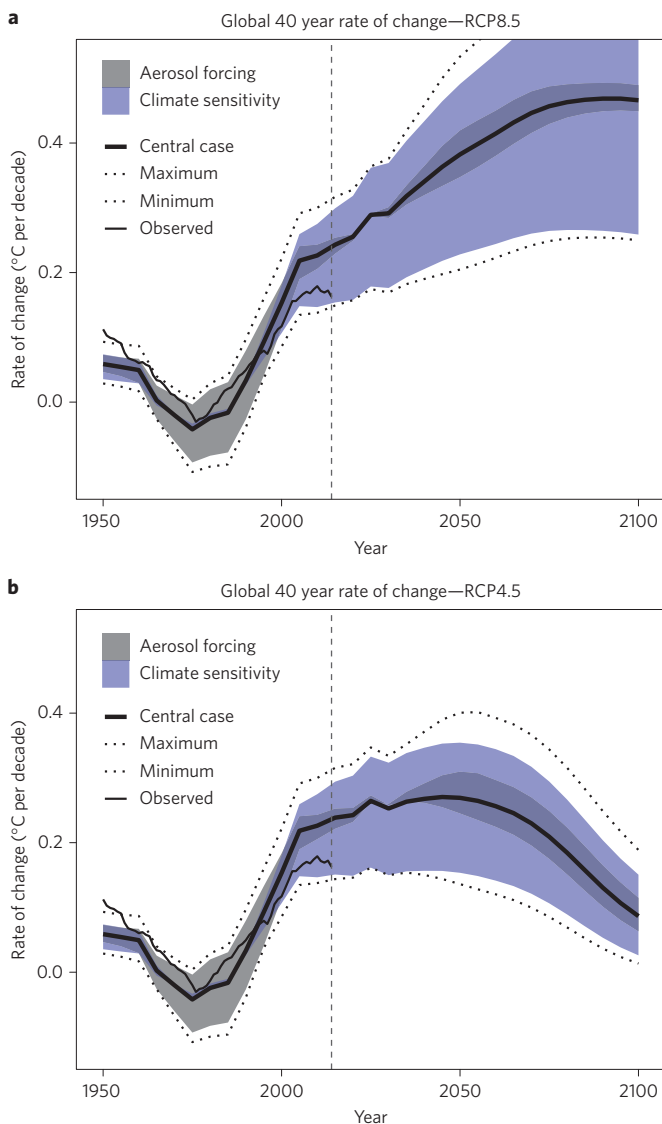 a
Global 40 year rate of change—RCP8.5
Aerosol forcing
Climate sensitivity
Central case
Maximum
Minimum
Observed
Rate of change (°C per decade)
0.4
0.2
0.0
1950
2000
2050
2100
Year
b
Global 40 year rate of change—RCP4.5
Aerosol forcing
Climate sensitivity
Central case
Maximum
Minimum
Observed
Rate of change (°C per decade)
0.4
0.2
0.0
1950
2000
2050
2100
Year